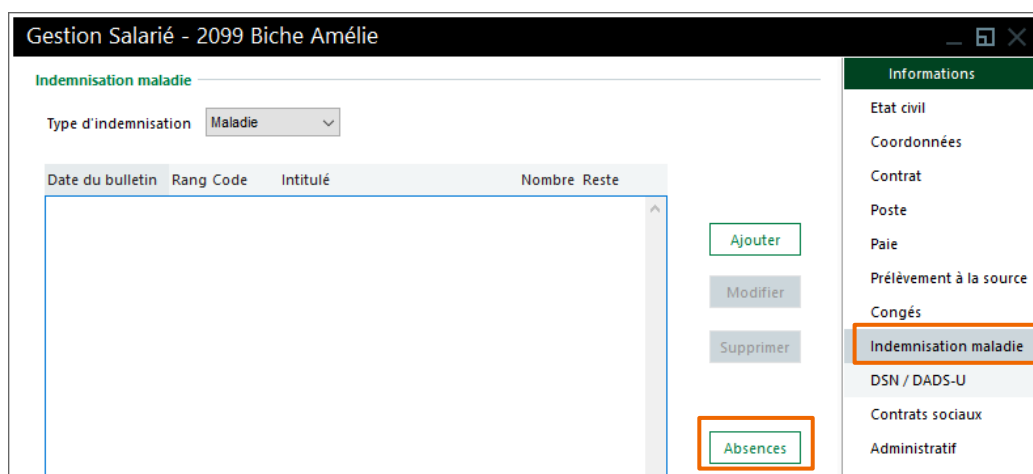 Gestion Salarié - 2099 Biche Amélie
Indemnisation maladie
Type d'indemnisation Maladie
Date du bulletin Rang Code Intitulé Nombre Reste
Ajouter
Modifier
Supprimer
Absences
Informations
Etat civil
Coordonnées
Contrat
Poste
Paie
Prélèvement à la source
Congés
Indemnisation maladie
DSN / DADS-U
Contrats sociaux
Administratif